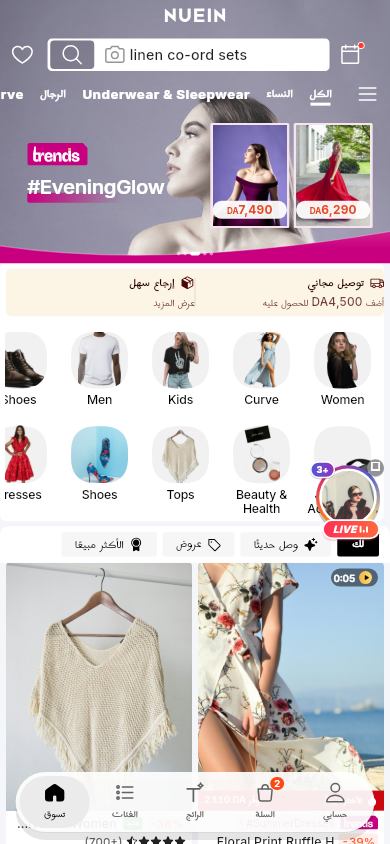 NUEIN
linen co-ord sets
الكل
النساء
Underwear & Sleepwear
الرجال
rve
trends
#EveningGlow
DA7,490
DA6,290
توصيل مجاني
أضف DA4,500 للحصول عليه
إرجاع سهل
عرض المزيد
Shoes
Men
Kids
Curve
Women
resses
Shoes
Tops
Beauty &
Health
3+
LIVE
لك
وصل حديثًا
عروض
الأكثر مبيعًا
0:05
2
تسوق
الفئات
الرائج
السلة
حسابي
(700+)
Floral Print Ruffle H
-39%